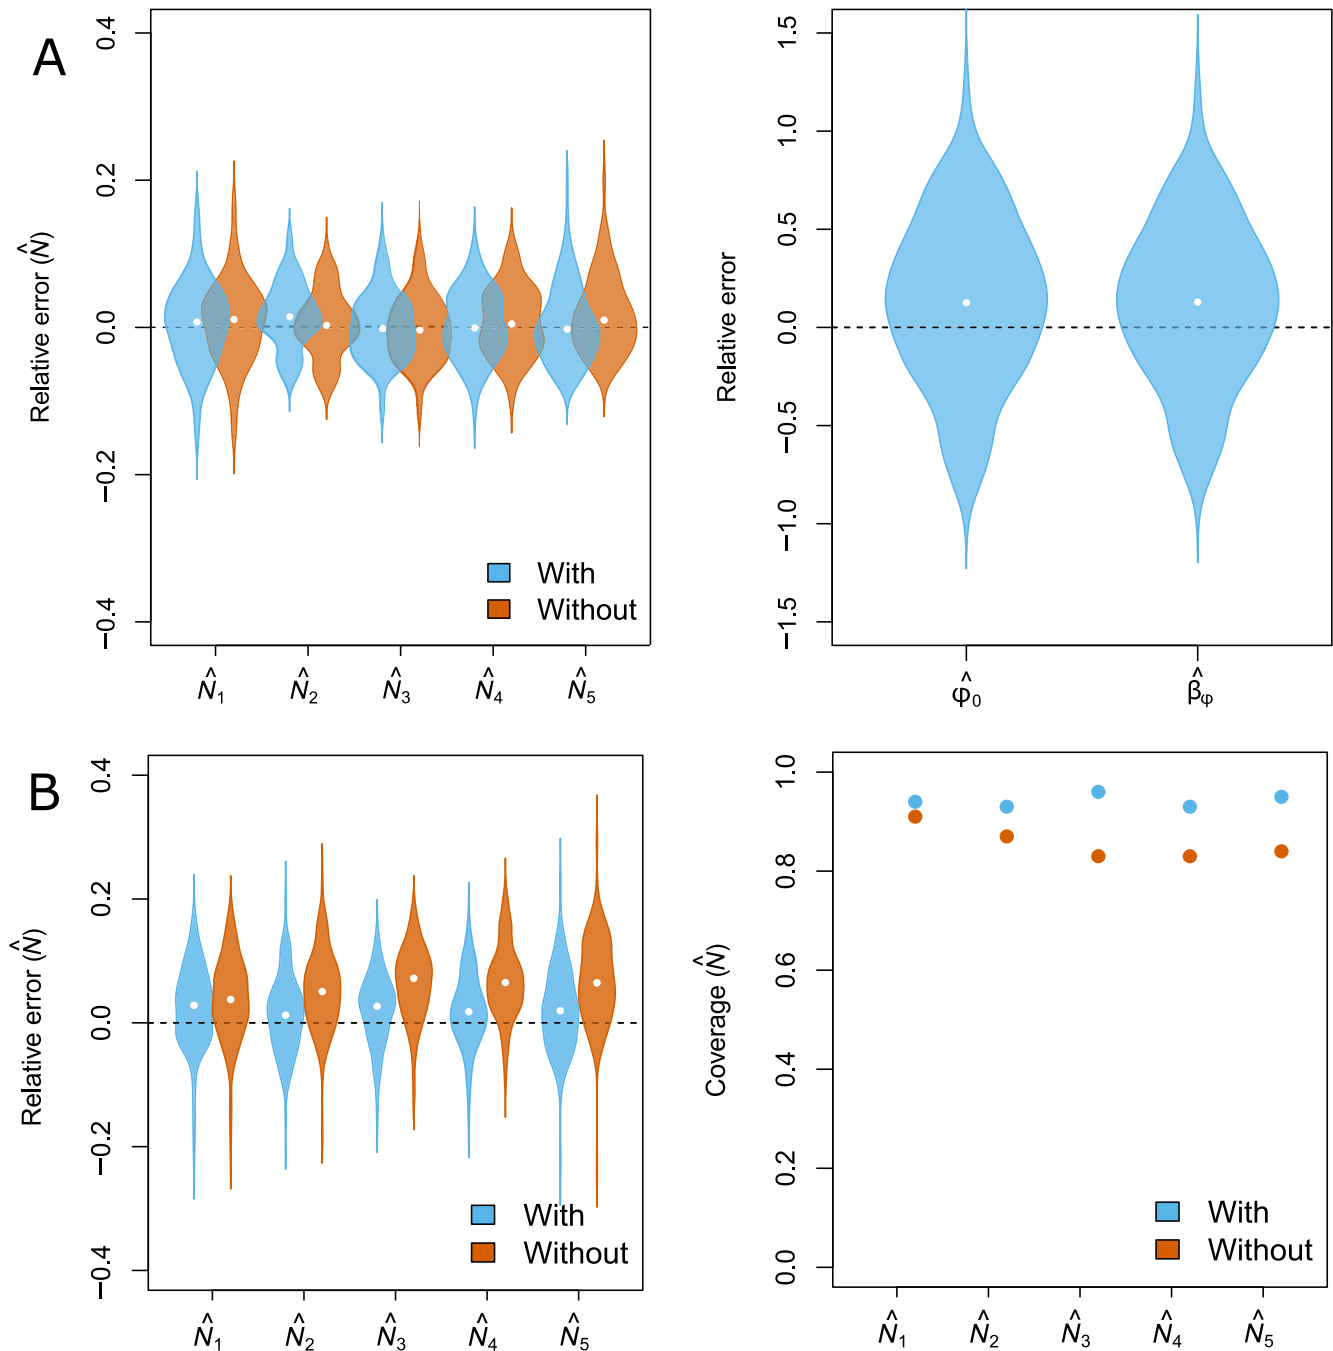 A
0.4
0.2
0.0
−0.2
−0.4
Relative error (N̂)
With
Without
N̂1
N̂2
N̂3
N̂4
N̂5
1.5
1.0
0.5
0.0
−0.5
−1.0
−1.5
Relative error
φ̂0
β̂φ
B
0.4
0.2
0.0
−0.2
−0.4
Relative error (N̂)
With
Without
N̂1
N̂2
N̂3
N̂4
N̂5
1.0
0.8
0.6
0.4
0.2
0.0
Coverage (N̂)
With
Without
N̂1
N̂2
N̂3
N̂4
N̂5